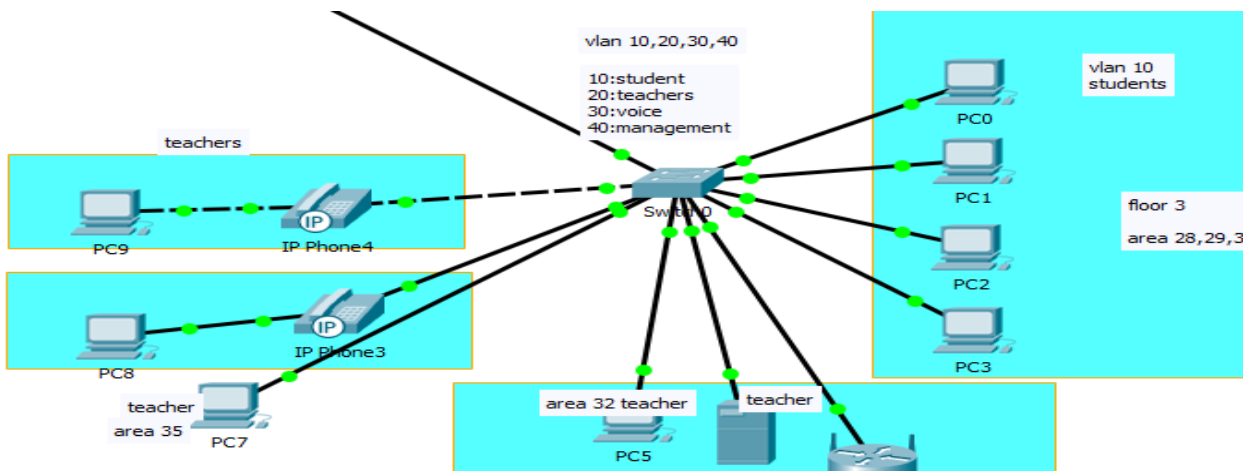 vlan 10,20,30,40
10:student
20:teachers
30:voice
40:management
vlan 10
students
PC0
teachers
PC1
IP
PC9
IP Phone4
floor 3
area 28,29,3
PC2
IP
PC8
IP Phone3
PC3
teacher
area 35
PC7
area 32 teacher
teacher
PC5